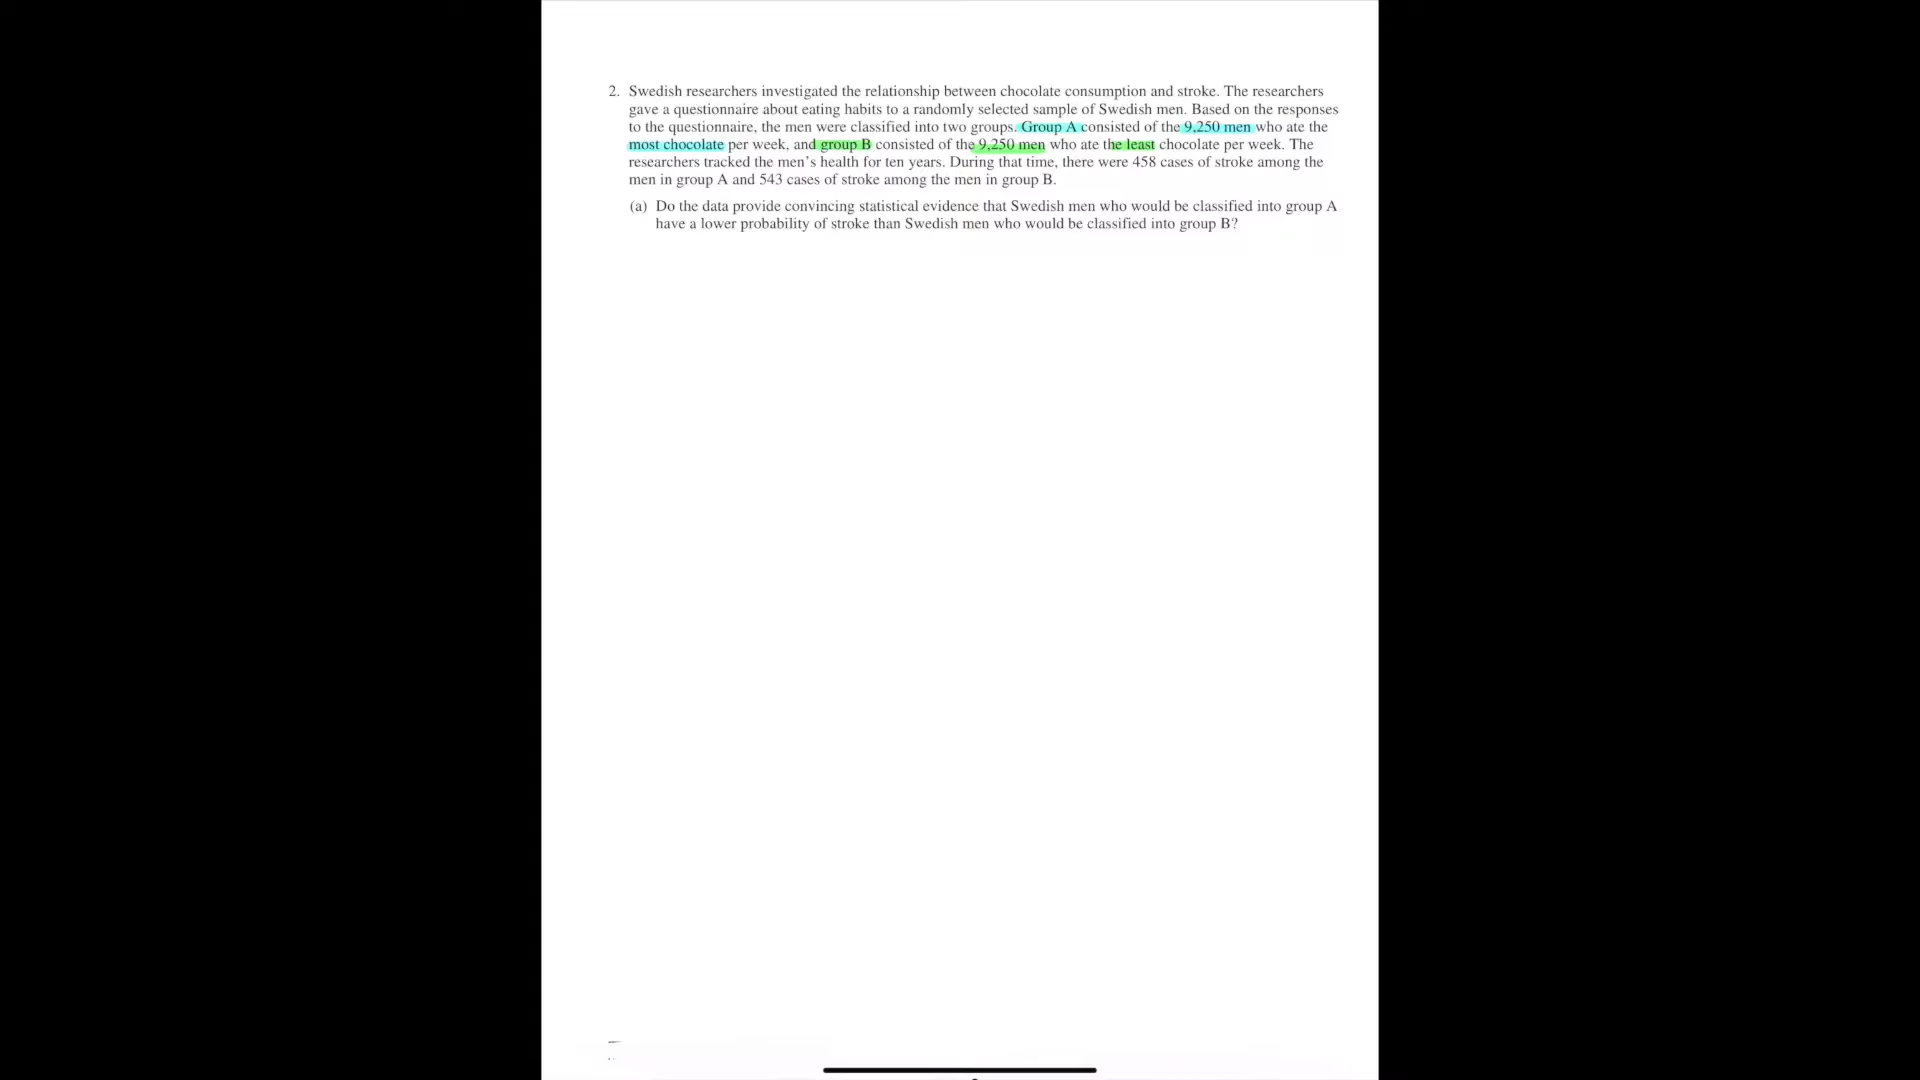 2. Swedish researchers investigated the relationship between chocolate consumption and stroke. The researchers
gave a questionnaire about eating habits to a randomly selected sample of Swedish men. Based on the responses
to the questionnaire, the men were classified into two groups. Group A consisted of the 9,250 men who ate the
most chocolate per week, and group B consisted of the 9,250 men who ate the least chocolate per week. The
researchers tracked the men’s health for ten years. During that time, there were 458 cases of stroke among the
men in group A and 543 cases of stroke among the men in group B.
(a) Do the data provide convincing statistical evidence that Swedish men who would be classified into group A
have a lower probability of stroke than Swedish men who would be classified into group B?